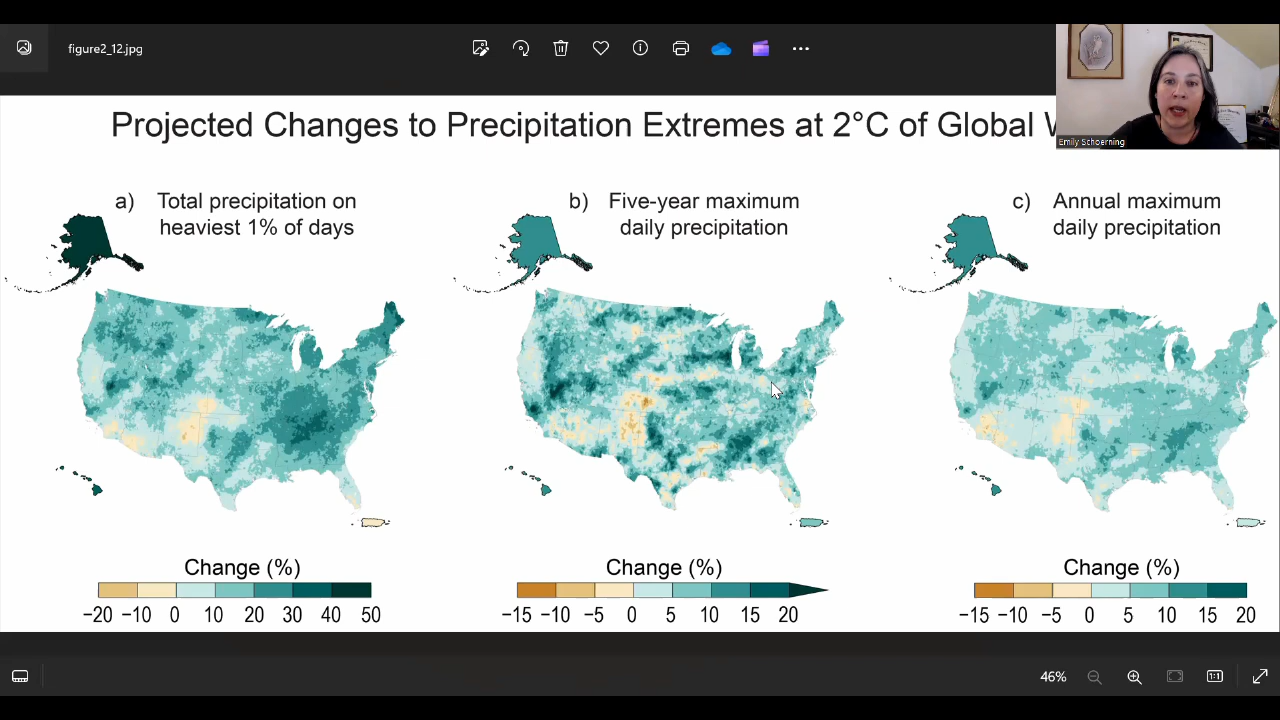 figure2_12.jpg
Emily Schoerning
Projected Changes to Precipitation Extremes at 2°C of Global
a) Total precipitation on
heaviest 1% of days
b) Five-year maximum
daily precipitation
c) Annual maximum
daily precipitation
Change (%)
−20 −10 0 10 20 30 40 50
Change (%)
−15 −10 −5 0 5 10 15 20
Change (%)
−15 −10 −5 0 5 10 15 20
46%
1:1